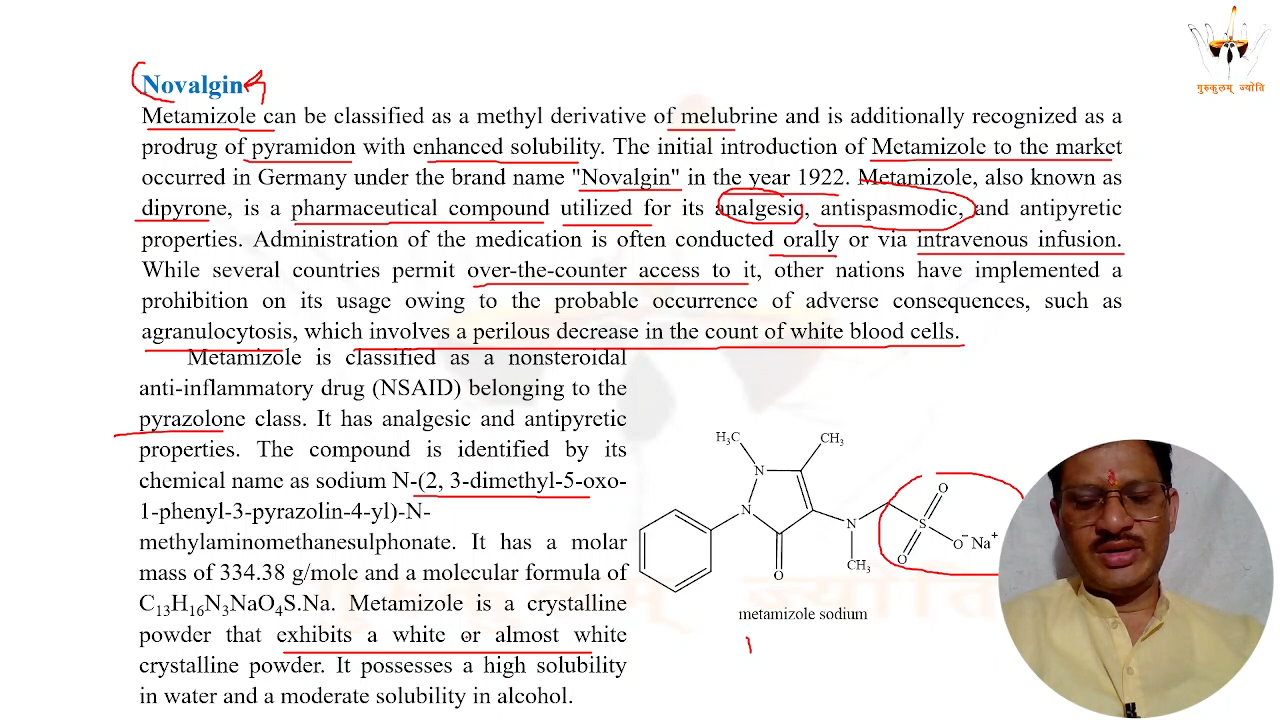 गुरुकुलम् ज्योति
Novalgin
Metamizole can be classified as a methyl derivative of melubrine and is additionally recognized as a
prodrug of pyramidon with enhanced solubility. The initial introduction of Metamizole to the market
occurred in Germany under the brand name "Novalgin" in the year 1922. Metamizole, also known as
dipyrone, is a pharmaceutical compound utilized for its analgesic, antispasmodic, and antipyretic
properties. Administration of the medication is often conducted orally or via intravenous infusion.
While several countries permit over-the-counter access to it, other nations have implemented a
prohibition on its usage owing to the probable occurrence of adverse consequences, such as
agranulocytosis, which involves a perilous decrease in the count of white blood cells.
Metamizole is classified as a nonsteroidal
anti-inflammatory drug (NSAID) belonging to the
pyrazolone class. It has analgesic and antipyretic
properties. The compound is identified by its
chemical name as sodium N-(2, 3-dimethyl-5-oxo-
1-phenyl-3-pyrazolin-4-yl)-N-
methylaminomethanesulphonate. It has a molar
mass of 334.38 g/mole and a molecular formula of
C13H16N3NaO4S.Na. Metamizole is a crystalline
powder that exhibits a white or almost white
crystalline powder. It possesses a high solubility
in water and a moderate solubility in alcohol.
H3C
CH3
N
N
O
N
CH3
O
S
O
O- Na+
metamizole sodium